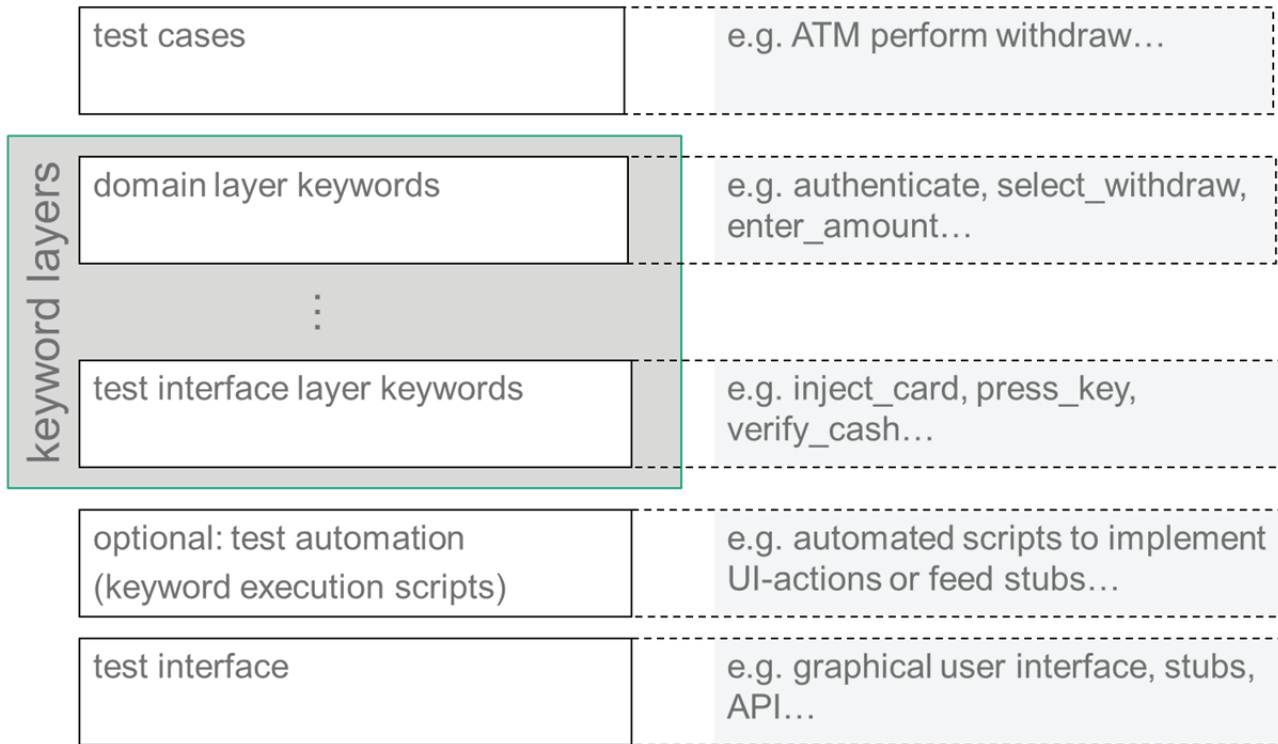 test cases
e.g. ATM perform withdraw…
keyword layers
domain layer keywords
e.g. authenticate, select_withdraw,
enter_amount…
⋮
test interface layer keywords
e.g. inject_card, press_key,
verify_cash…
optional: test automation
(keyword execution scripts)
e.g. automated scripts to implement
UI-actions or feed stubs…
test interface
e.g. graphical user interface, stubs,
API…